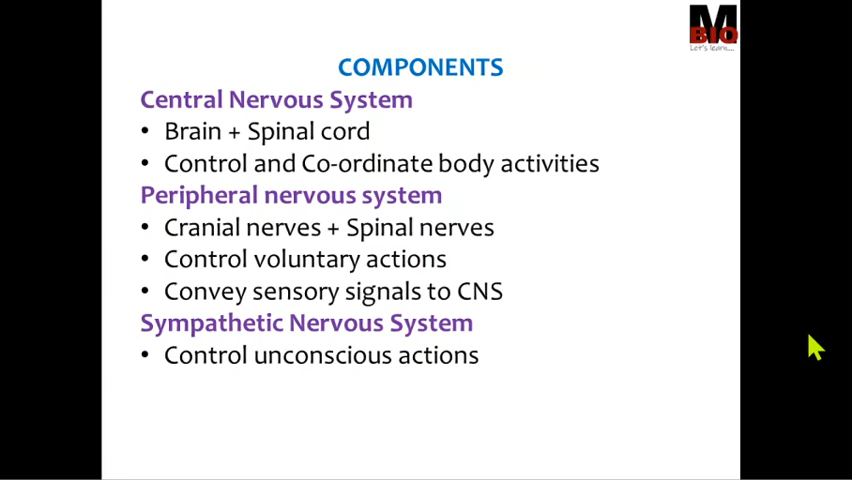 M
BIO
Let's learn....
COMPONENTS
Central Nervous System
• Brain + Spinal cord
• Control and Co-ordinate body activities
Peripheral nervous system
• Cranial nerves + Spinal nerves
• Control voluntary actions
• Convey sensory signals to CNS
Sympathetic Nervous System
• Control unconscious actions